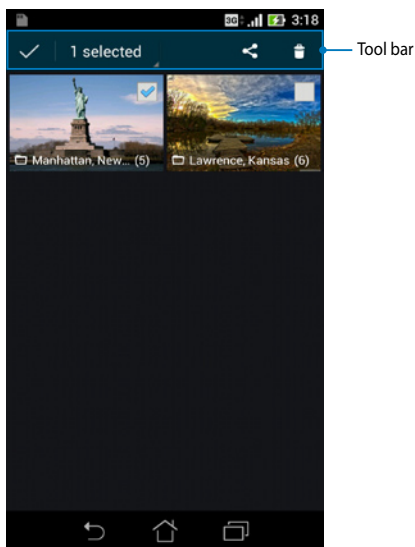 3G 3:18
1 selected
Tool bar
Manhattan, New... (5)
Lawrence, Kansas (6)